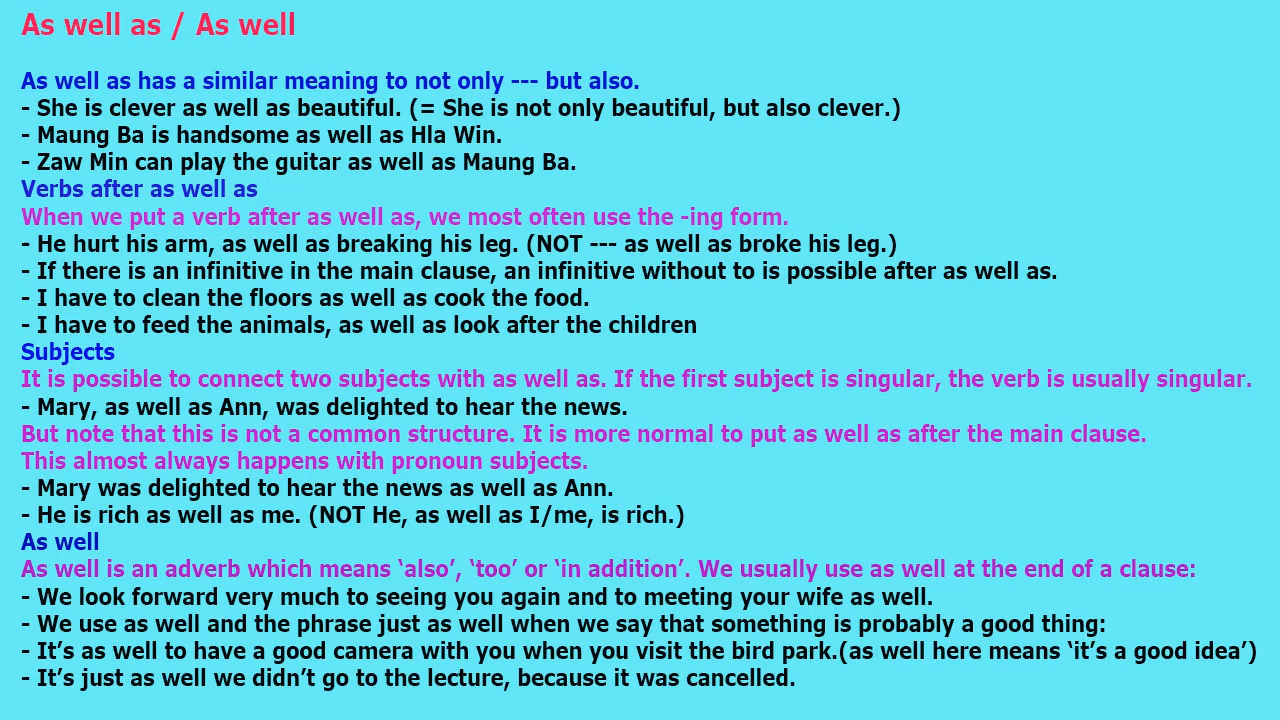 As well as / As well
As well as has a similar meaning to not only --- but also.
- She is clever as well as beautiful. (= She is not only beautiful, but also clever.)
- Maung Ba is handsome as well as Hla Win.
- Zaw Min can play the guitar as well as Maung Ba.
Verbs after as well as
When we put a verb after as well as, we most often use the -ing form.
- He hurt his arm, as well as breaking his leg. (NOT --- as well as broke his leg.)
- If there is an infinitive in the main clause, an infinitive without to is possible after as well as.
- I have to clean the floors as well as cook the food.
- I have to feed the animals, as well as look after the children
Subjects
It is possible to connect two subjects with as well as. If the first subject is singular, the verb is usually singular.
- Mary, as well as Ann, was delighted to hear the news.
But note that this is not a common structure. It is more normal to put as well as after the main clause.
This almost always happens with pronoun subjects.
- Mary was delighted to hear the news as well as Ann.
- He is rich as well as me. (NOT He, as well as I/me, is rich.)
As well
As well is an adverb which means ‘also’, ‘too’ or ‘in addition’. We usually use as well at the end of a clause:
- We look forward very much to seeing you again and to meeting your wife as well.
- We use as well and the phrase just as well when we say that something is probably a good thing:
- It’s as well to have a good camera with you when you visit the bird park.(as well here means ‘it’s a good idea’)
- It’s just as well we didn’t go to the lecture, because it was cancelled.